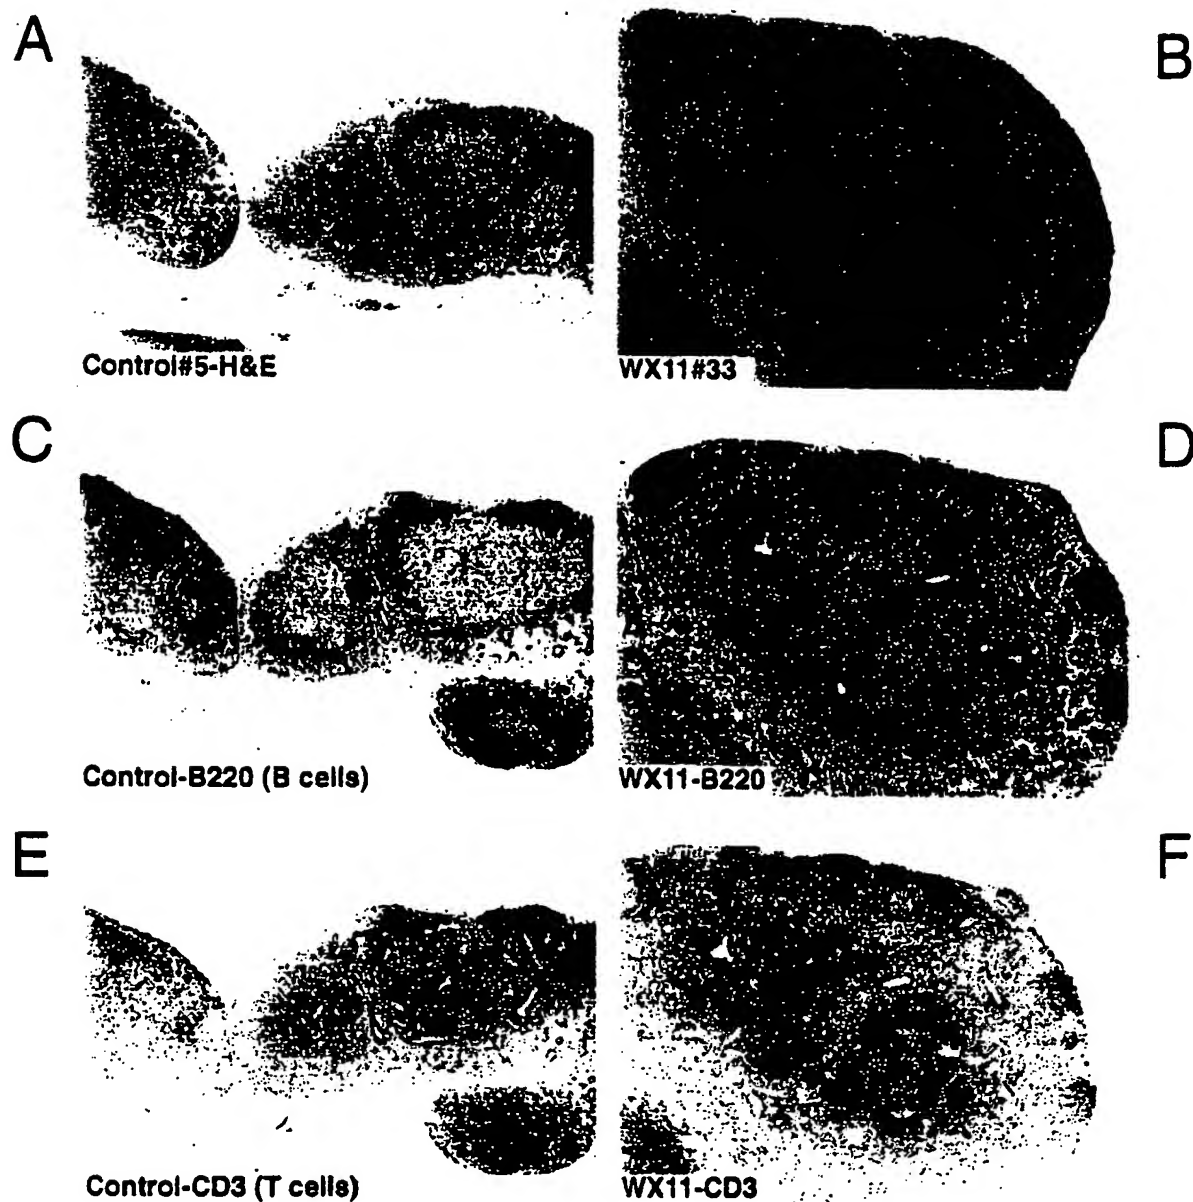 A
B
Control#5-H&E
WX11#33
C
D
Control-B220 (B cells)
WX11-B220
E
F
Control-CD3 (T cells)
WX11-CD3